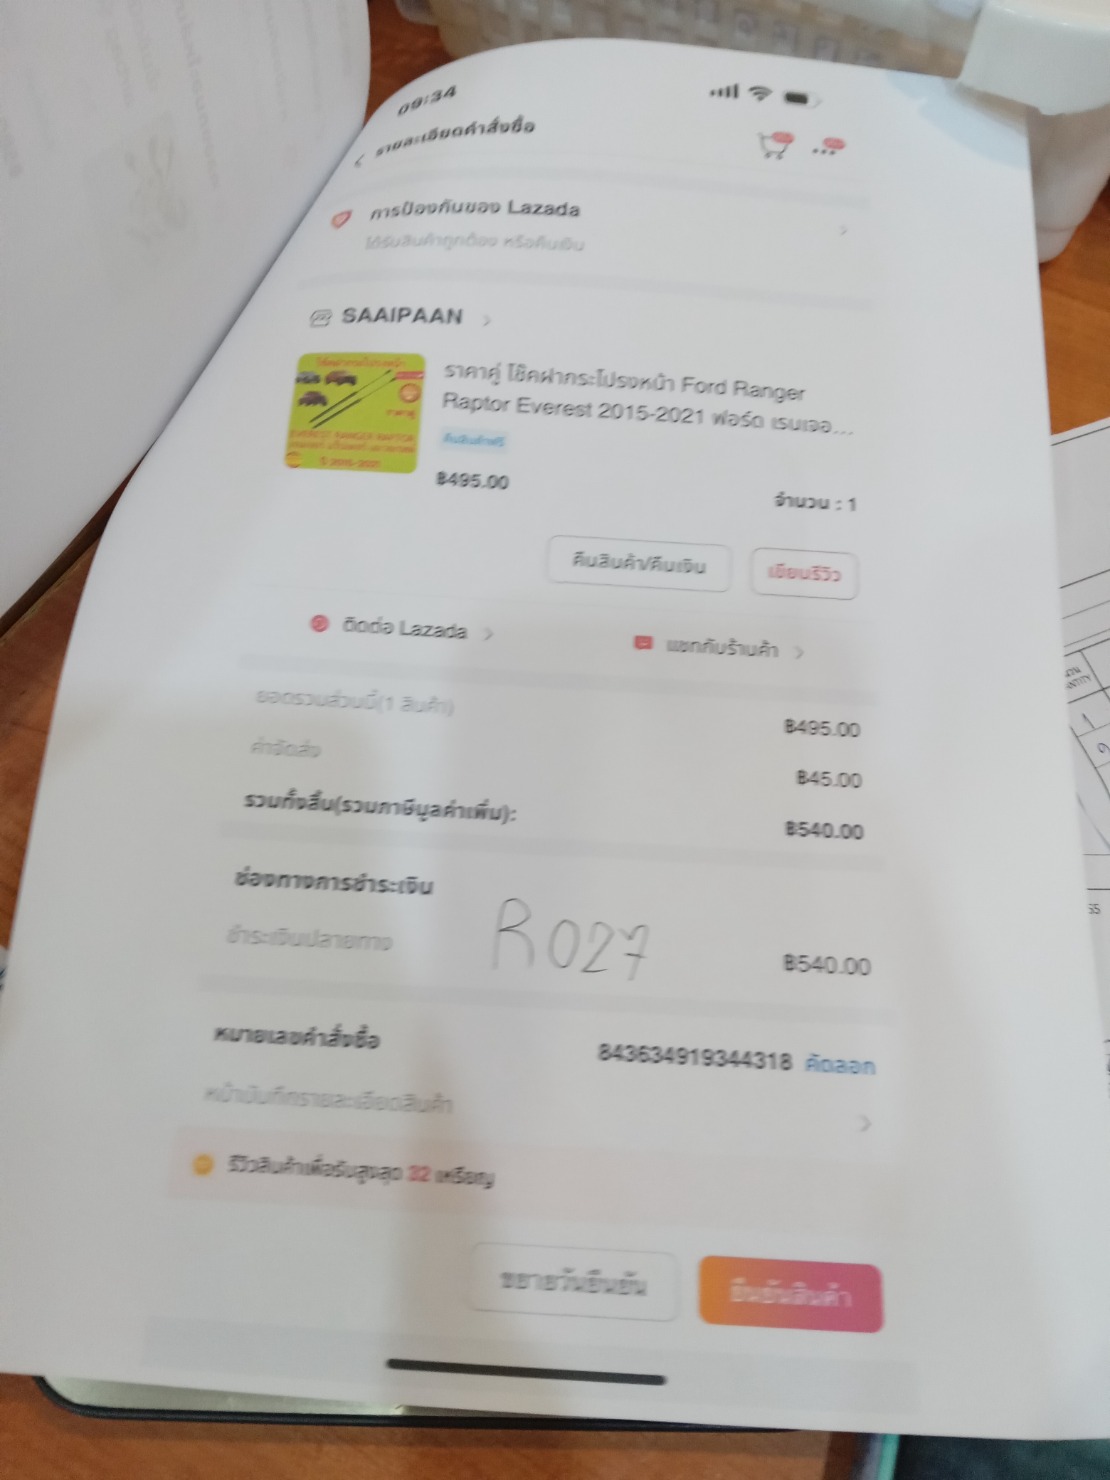 09:34
รายละเอียดคำสั่งซื้อ
การป้องกันของ Lazada
ได้รับสินค้าถูกต้อง หรือคืนเงิน
SAAIPAAN
ราคาคู่ โช๊คฝากระโปรงหน้า Ford Ranger
Raptor Everest 2015-2021 ฟอร์ด เรนเจอ...
คืนสินค้าฟรี
฿495.00
จำนวน : 1
คืนสินค้า/คืนเงิน
เขียนรีวิว
ติดต่อ Lazada
แชทกับร้านค้า
ยอดรวมส่วนนี้(1 สินค้า)
฿495.00
ค่าจัดส่ง
฿45.00
รวมทั้งสิ้น(รวมภาษีมูลค่าเพิ่ม):
฿540.00
ช่องทางการชำระเงิน
R027
ชำระเงินปลายทาง
฿540.00
หมายเลขคำสั่งซื้อ
843634919344318 คัดลอก
หน้าบันทึกรายละเอียดสินค้า
รีวิวสินค้าเพื่อรับสูงสุด 32 เหรียญ
ขยายวันยืนยัน
ยืนยันสินค้า